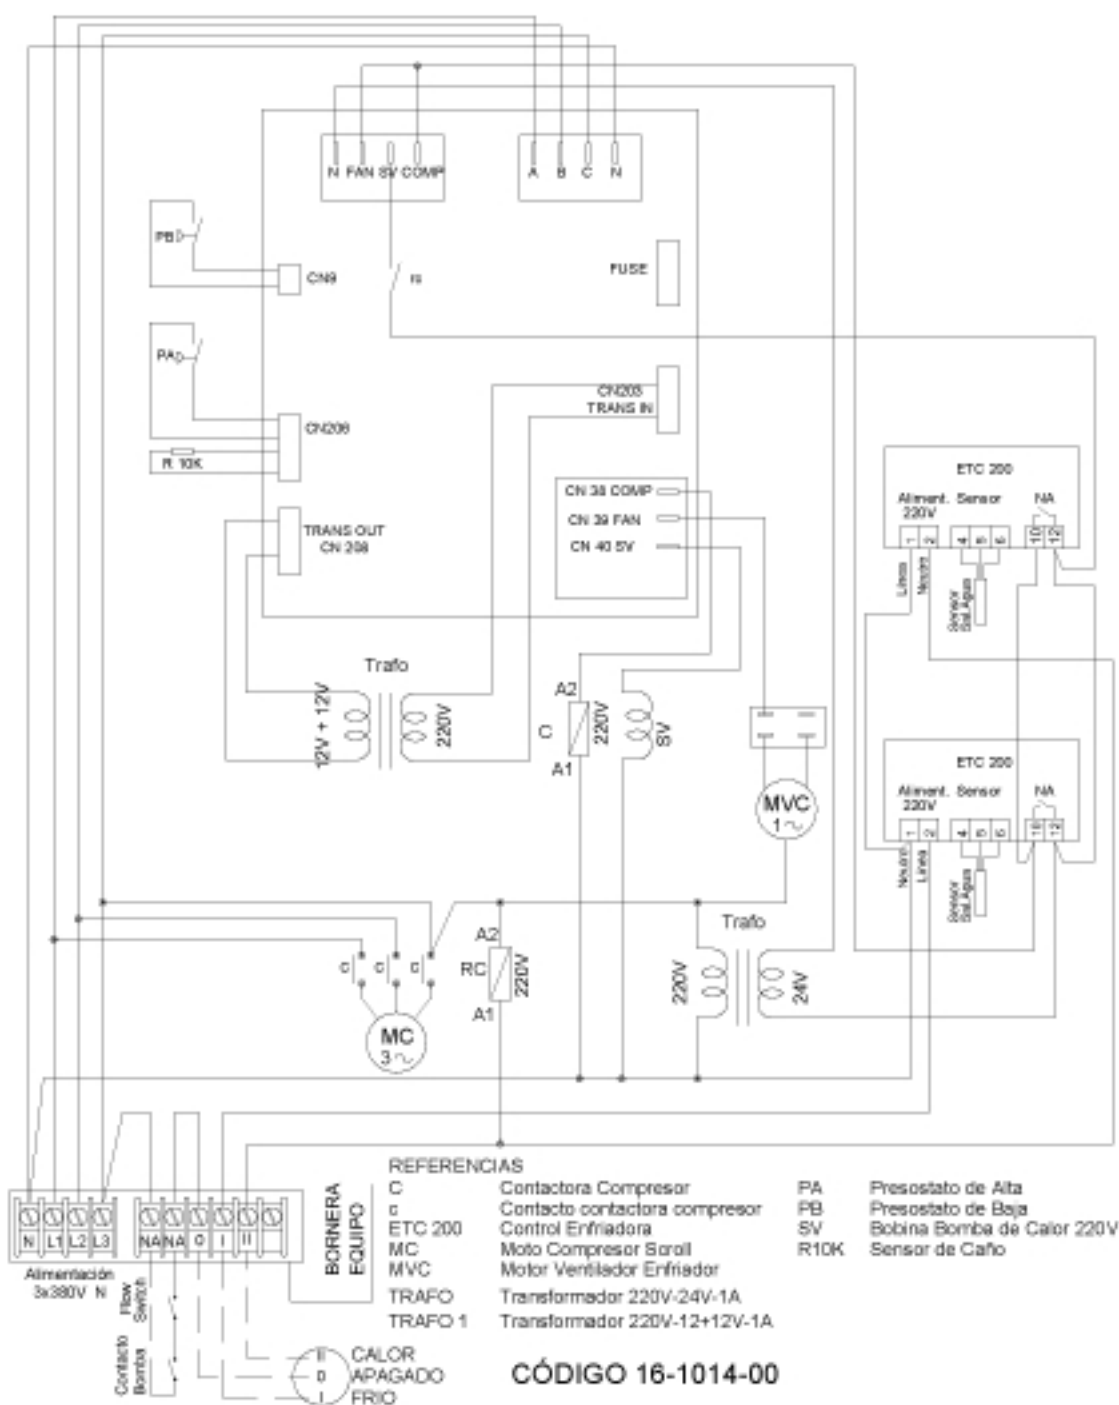 N FAN SV COMP
A B C N
PB
CN9
rs
FUSE
PA
CN203
TRANS IN
CN206
R 10K
ETC 200
Aliment. Sensor NA
220V
1 2 4 5 6 10 12
CN 38 COMP
CN 39 FAN
CN 40 SV
TRANS OUT
CN 208
Línea
Neutro
Sensor
Sal.Agua
Trafo
12V + 12V
220V
A2
C
220V
A1
SV
ETC 200
Aliment. Sensor NA
220V
1 2 4 5 6 10 12
MVC
1~
Neutro
Línea
Sensor
Sal.Agua
Trafo
220V
24V
A2
RC
220V
A1
c c c
MC
3~
N L1 L2 L3 NA NA 0 I II
BORNERA
EQUIPO
Alimentación
3x380V N
Flow
Switch
Contacto
Bomba
II CALOR
0 APAGADO
I FRIO
REFERENCIAS
C Contactora Compresor
c Contacto contactora compresor
ETC 200 Control Enfriadora
MC Moto Compresor Scroll
MVC Motor Ventilador Enfriador
TRAFO Transformador 220V-24V-1A
TRAFO 1 Transformador 220V-12+12V-1A
PA Presostato de Alta
PB Presostato de Baja
SV Bobina Bomba de Calor 220V
R10K Sensor de Caño
CÓDIGO 16-1014-00